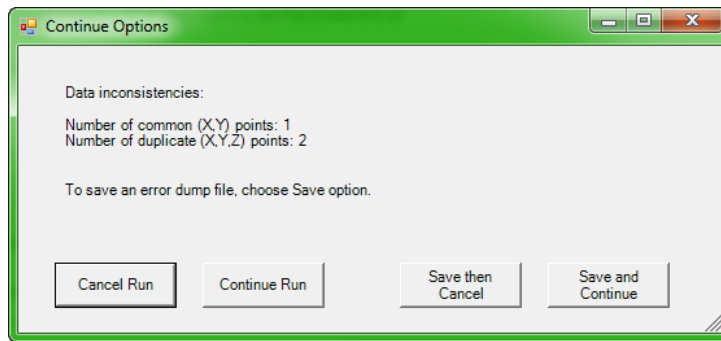 Continue Options
Data inconsistencies:
Number of common (X,Y) points: 1
Number of duplicate (X,Y,Z) points: 2
To save an error dump file, choose Save option.
Cancel Run
Continue Run
Save then
Cancel
Save and
Continue